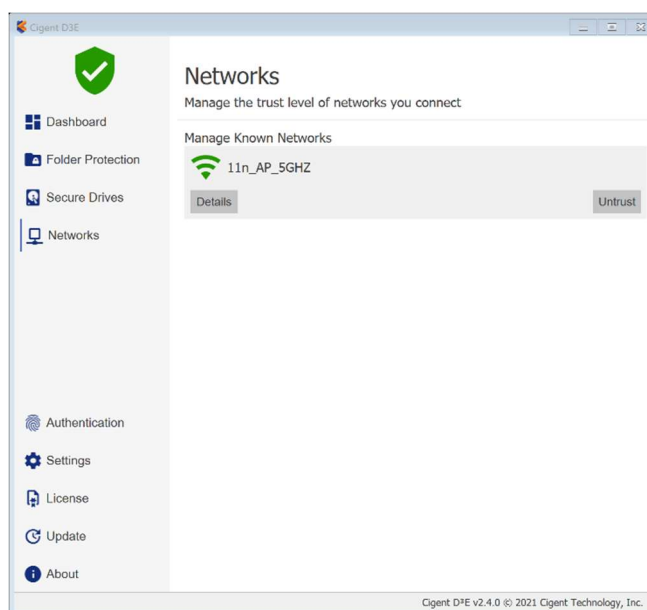 Cigent D3E
Networks
Manage the trust level of networks you connect
Dashboard
Folder Protection
Secure Drives
Networks
Manage Known Networks
11n_AP_5GHZ
Details
Untrust
Authentication
Settings
License
Update
About
Cigent D³E v2.4.0 © 2021 Cigent Technology, Inc.